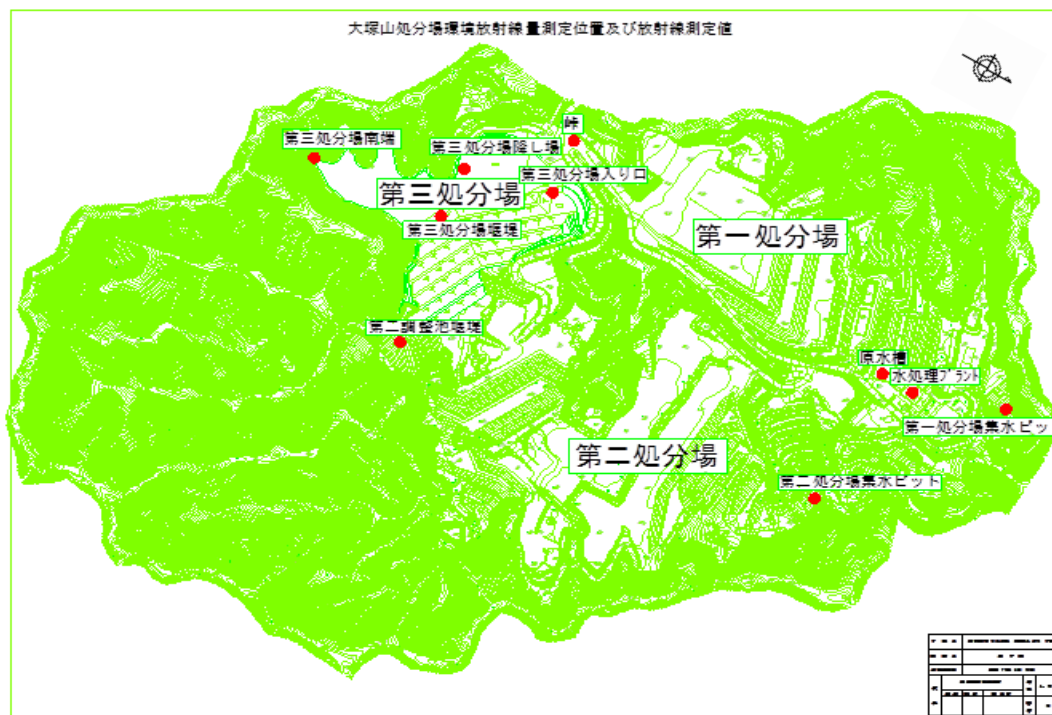 大塚山処分場環境放射線量測定位置及び放射線測定値
峠
第三処分場南端
第三処分場降し場
第三処分場入り口
第三処分場
第三処分場堰堤
第一処分場
第二調整池堰堤
原水槽
水処理プラント
第一処分場集水ピッ
第二処分場
第二処分場集水ピット